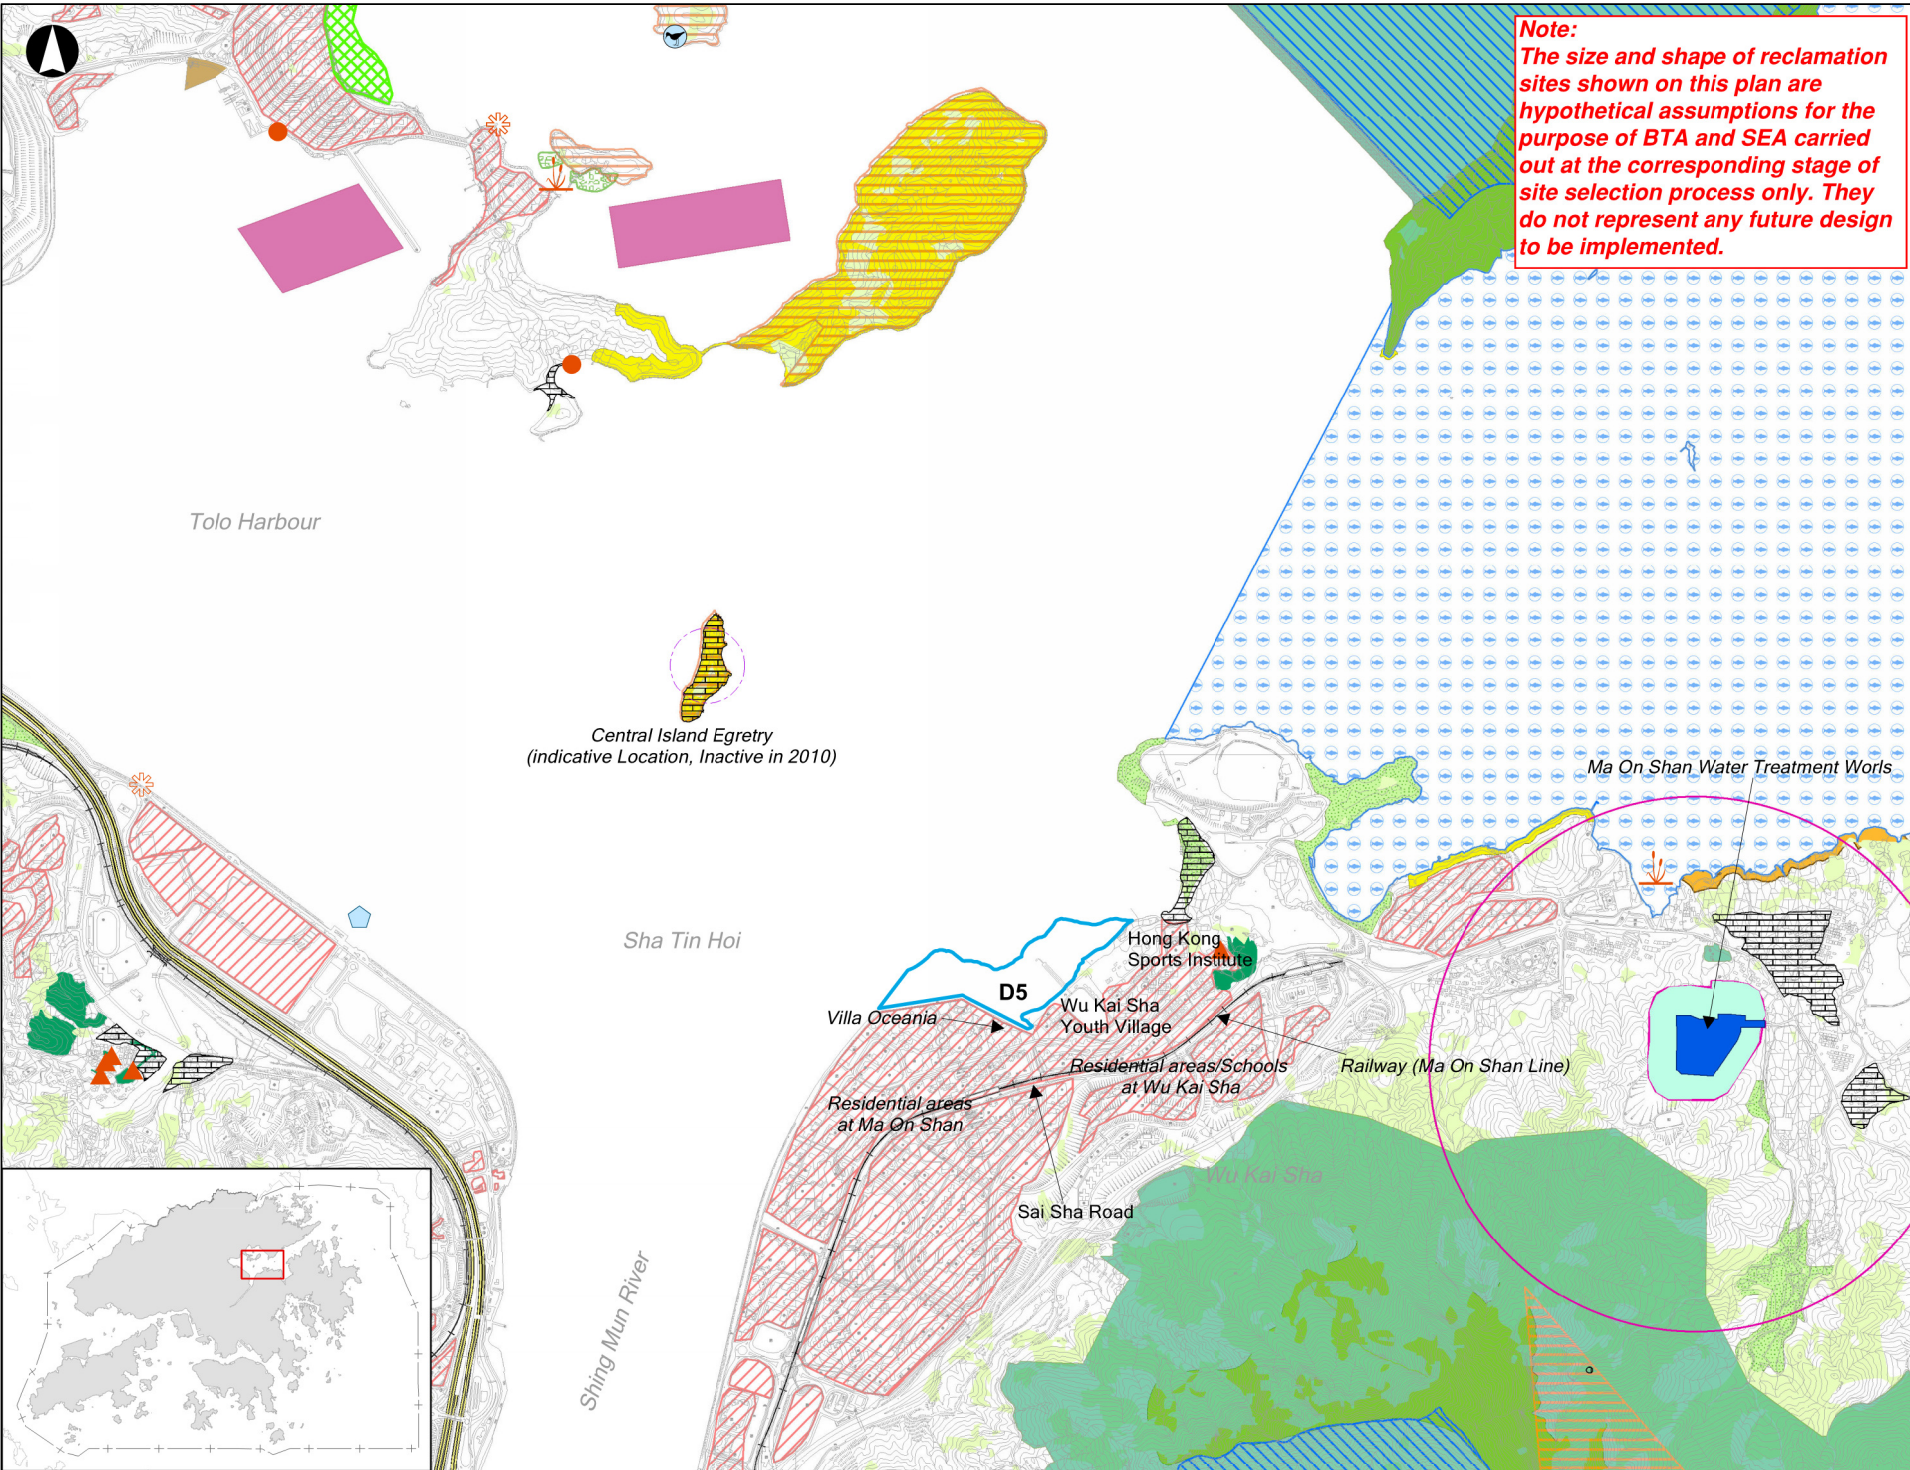 Note:
The size and shape of reclamation
sites shown on this plan are
hypothetical assumptions for the
purpose of BTA and SEA carried
out at the corresponding stage of
site selection process only. They
do not represent any future design
to be implemented.
Tolo Harbour
Central Island Egretry
(indicative Location, Inactive in 2010)
Ma On Shan Water Treatment Worls
Sha Tin Hoi
Hong Kong
Sports Institute
D5
Villa Oceania
Wu Kai Sha
Youth Village
Residential areas/Schools
at Wu Kai Sha
Railway (Ma On Shan Line)
Residential areas
at Ma On Shan
Wu Kai Sha
Sai Sha Road
Shing Mun River